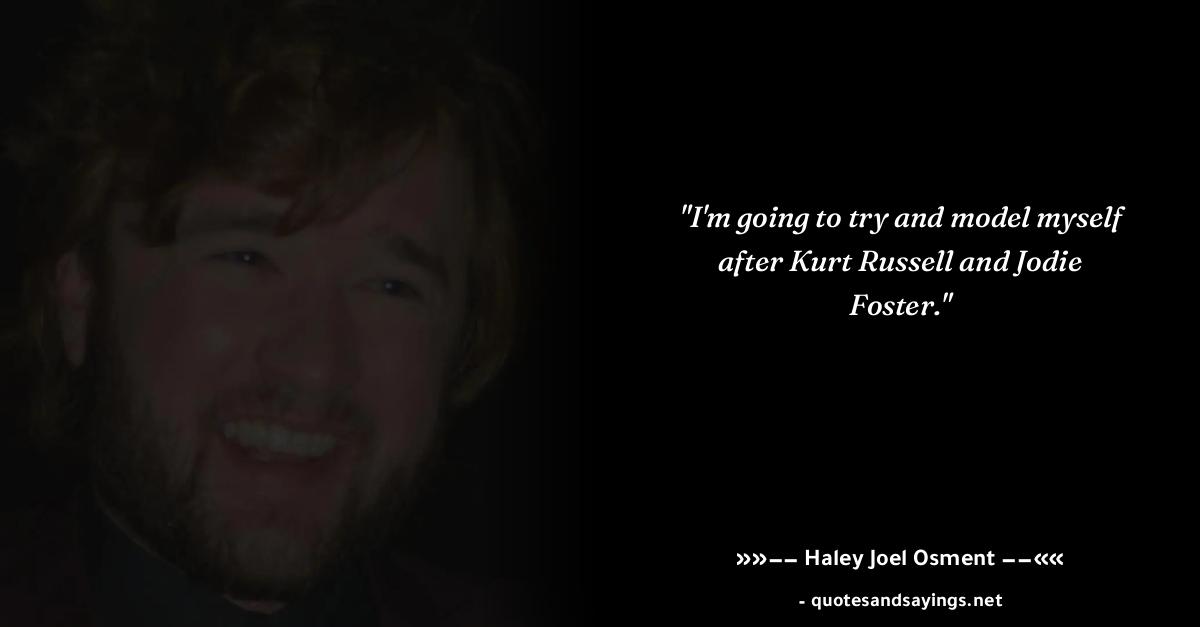 "I'm going to try and model myself
after Kurt Russell and Jodie
Foster."
»»–– Haley Joel Osment ––««
- quotesandsayings.net